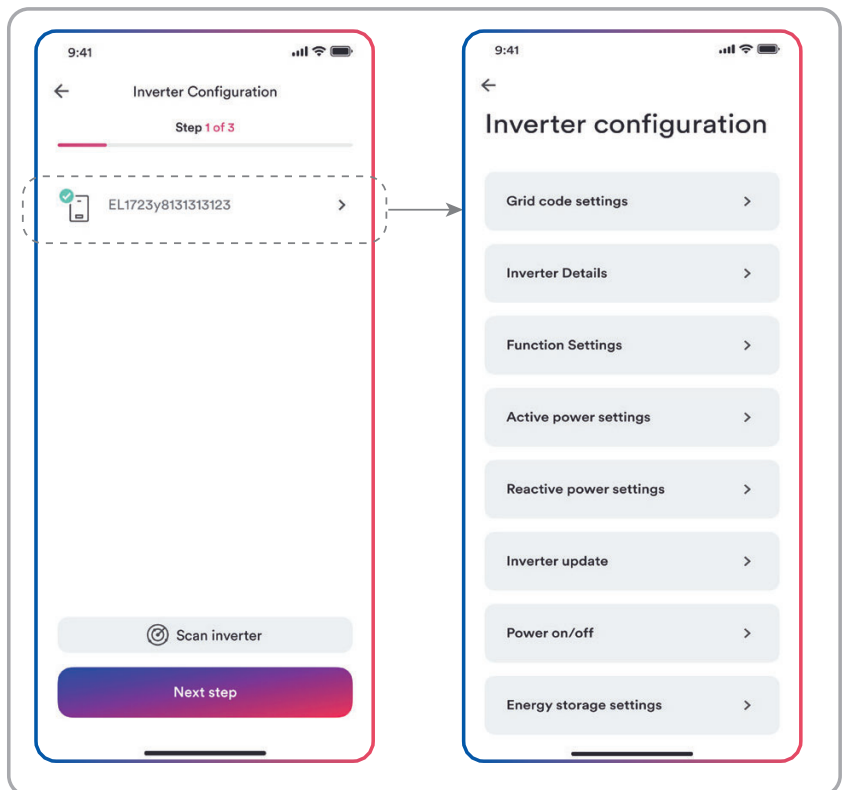 9:41
Inverter Configuration
Step 1 of 3
EL1723y8131313123
Scan inverter
Next step
9:41
Inverter configuration
Grid code settings
Inverter Details
Function Settings
Active power settings
Reactive power settings
Inverter update
Power on/off
Energy storage settings